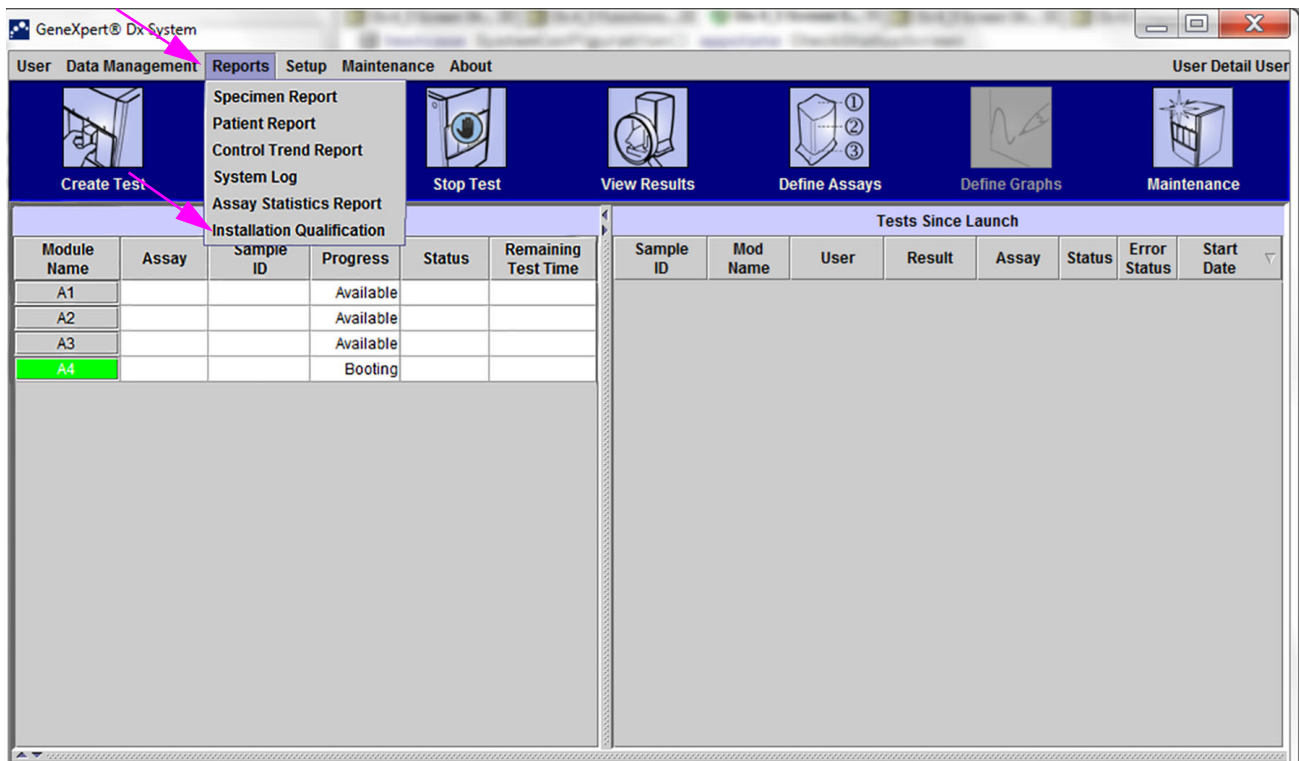 GeneXpert® Dx System
User Data Management Reports Setup Maintenance About User Detail User
Specimen Report
Patient Report
Control Trend Report
System Log
Assay Statistics Report
Installation Qualification
Create Test
Stop Test
View Results
1
2
3
Define Assays
Define Graphs
Maintenance
Module Name
Assay
Sample ID
Progress
Status
Remaining Test Time
A1 Available
A2 Available
A3 Available
A4 Booting
Tests Since Launch
Sample ID
Mod Name
User
Result
Assay
Status
Error Status
Start Date